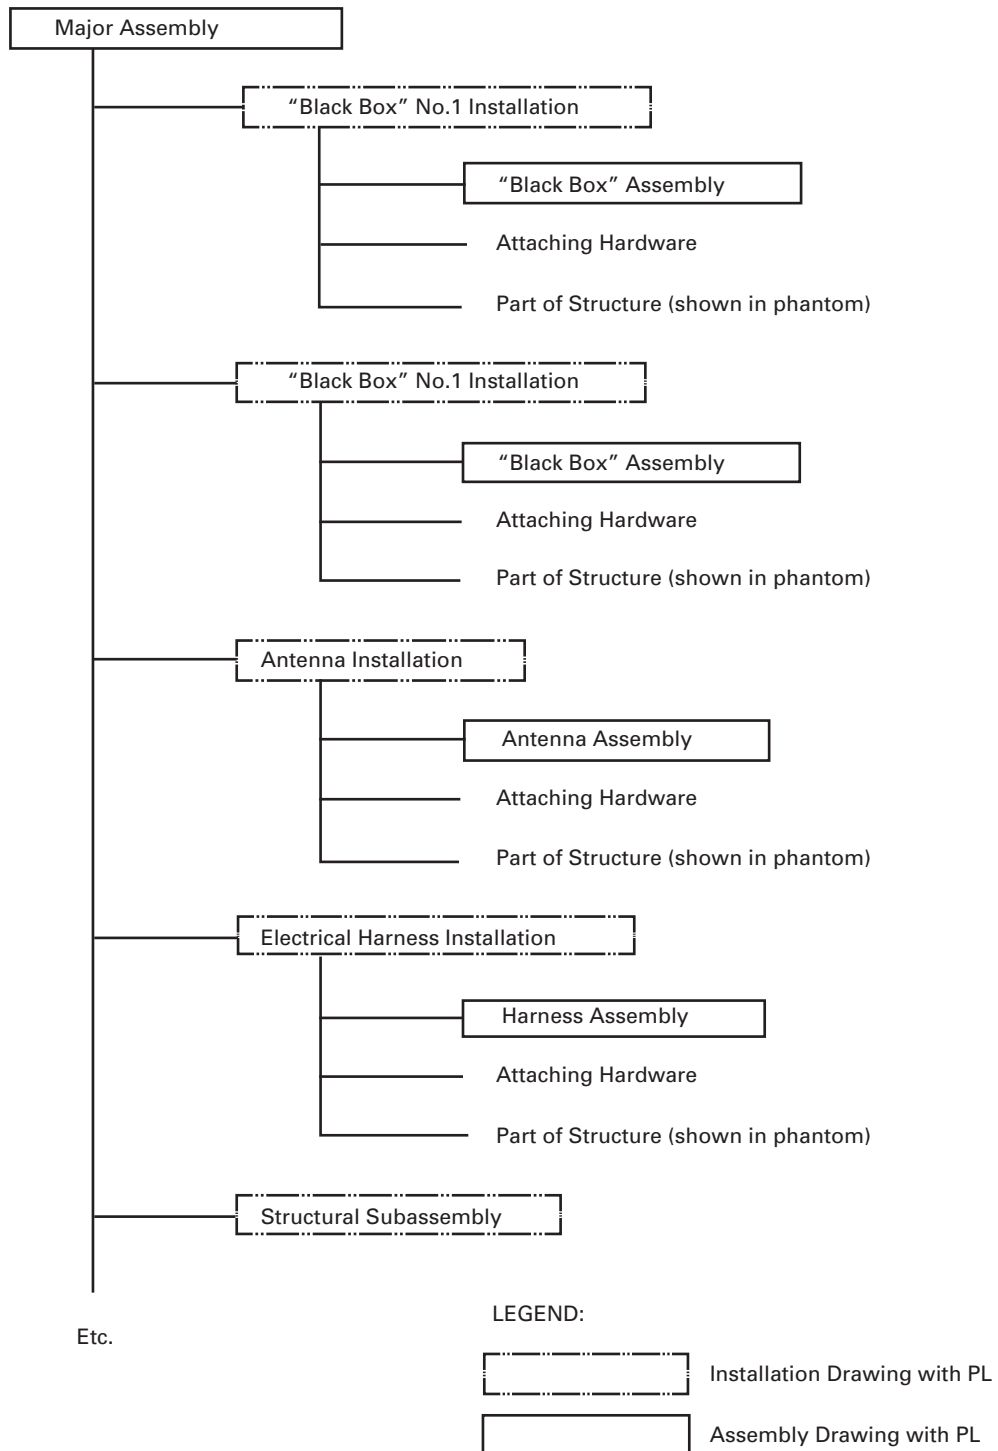 Major Assembly
“Black Box” No.1 Installation
“Black Box” Assembly
Attaching Hardware
Part of Structure (shown in phantom)
“Black Box” No.1 Installation
“Black Box” Assembly
Attaching Hardware
Part of Structure (shown in phantom)
Antenna Installation
Antenna Assembly
Attaching Hardware
Part of Structure (shown in phantom)
Electrical Harness Installation
Harness Assembly
Attaching Hardware
Part of Structure (shown in phantom)
Structural Subassembly
Etc.
LEGEND:
Installation Drawing with PL
Assembly Drawing with PL